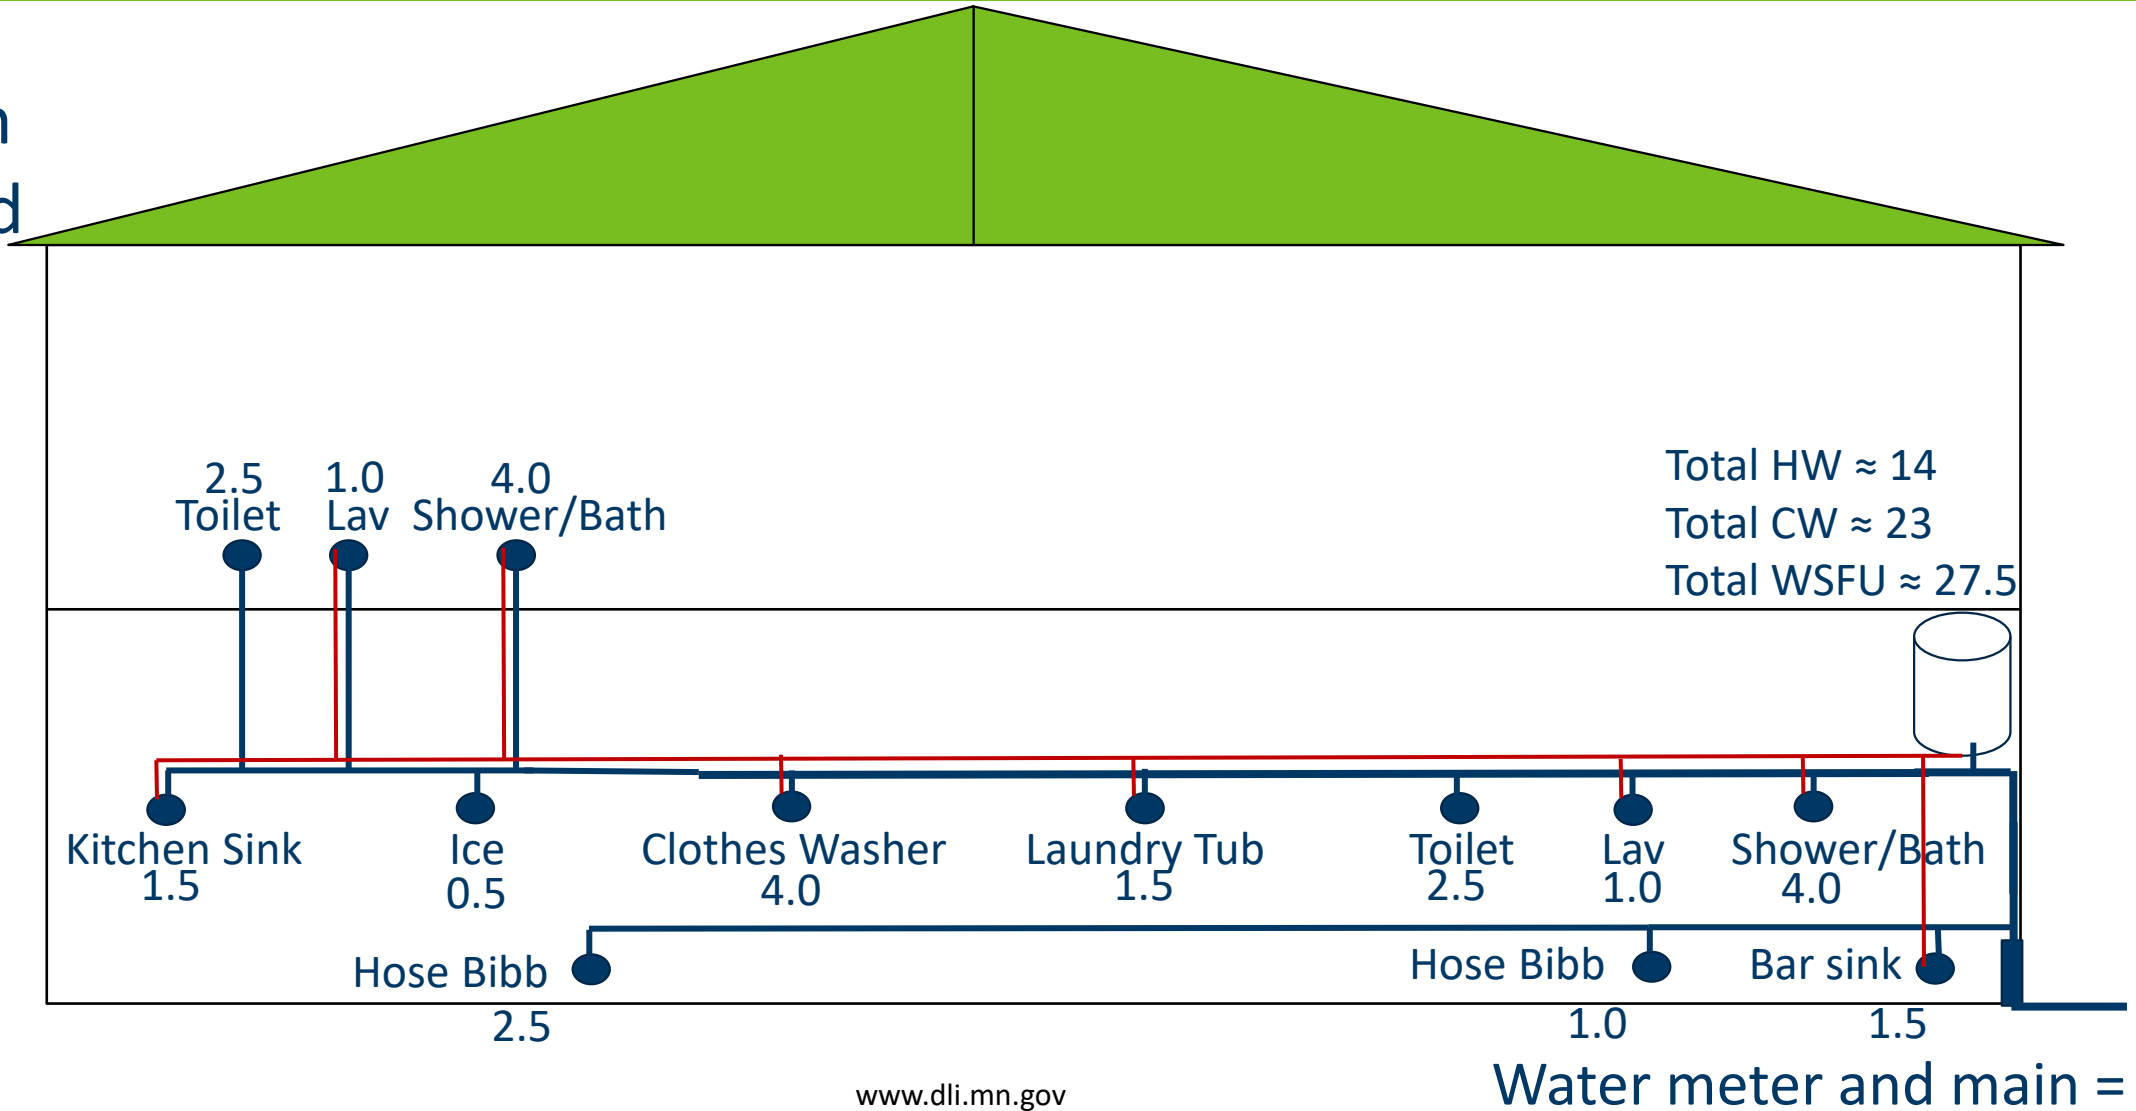 2.5 1.0 4.0
Toilet Lav Shower/Bath
Total HW ≈ 14
Total CW ≈ 23
Total WSFU ≈ 27.5
Kitchen Sink Ice Clothes Washer Laundry Tub Toilet Lav Shower/Bath
1.5 0.5 4.0 1.5 2.5 1.0 4.0
Hose Bibb Hose Bibb Bar sink
2.5 1.0 1.5
Water meter and main =
www.dli.mn.gov